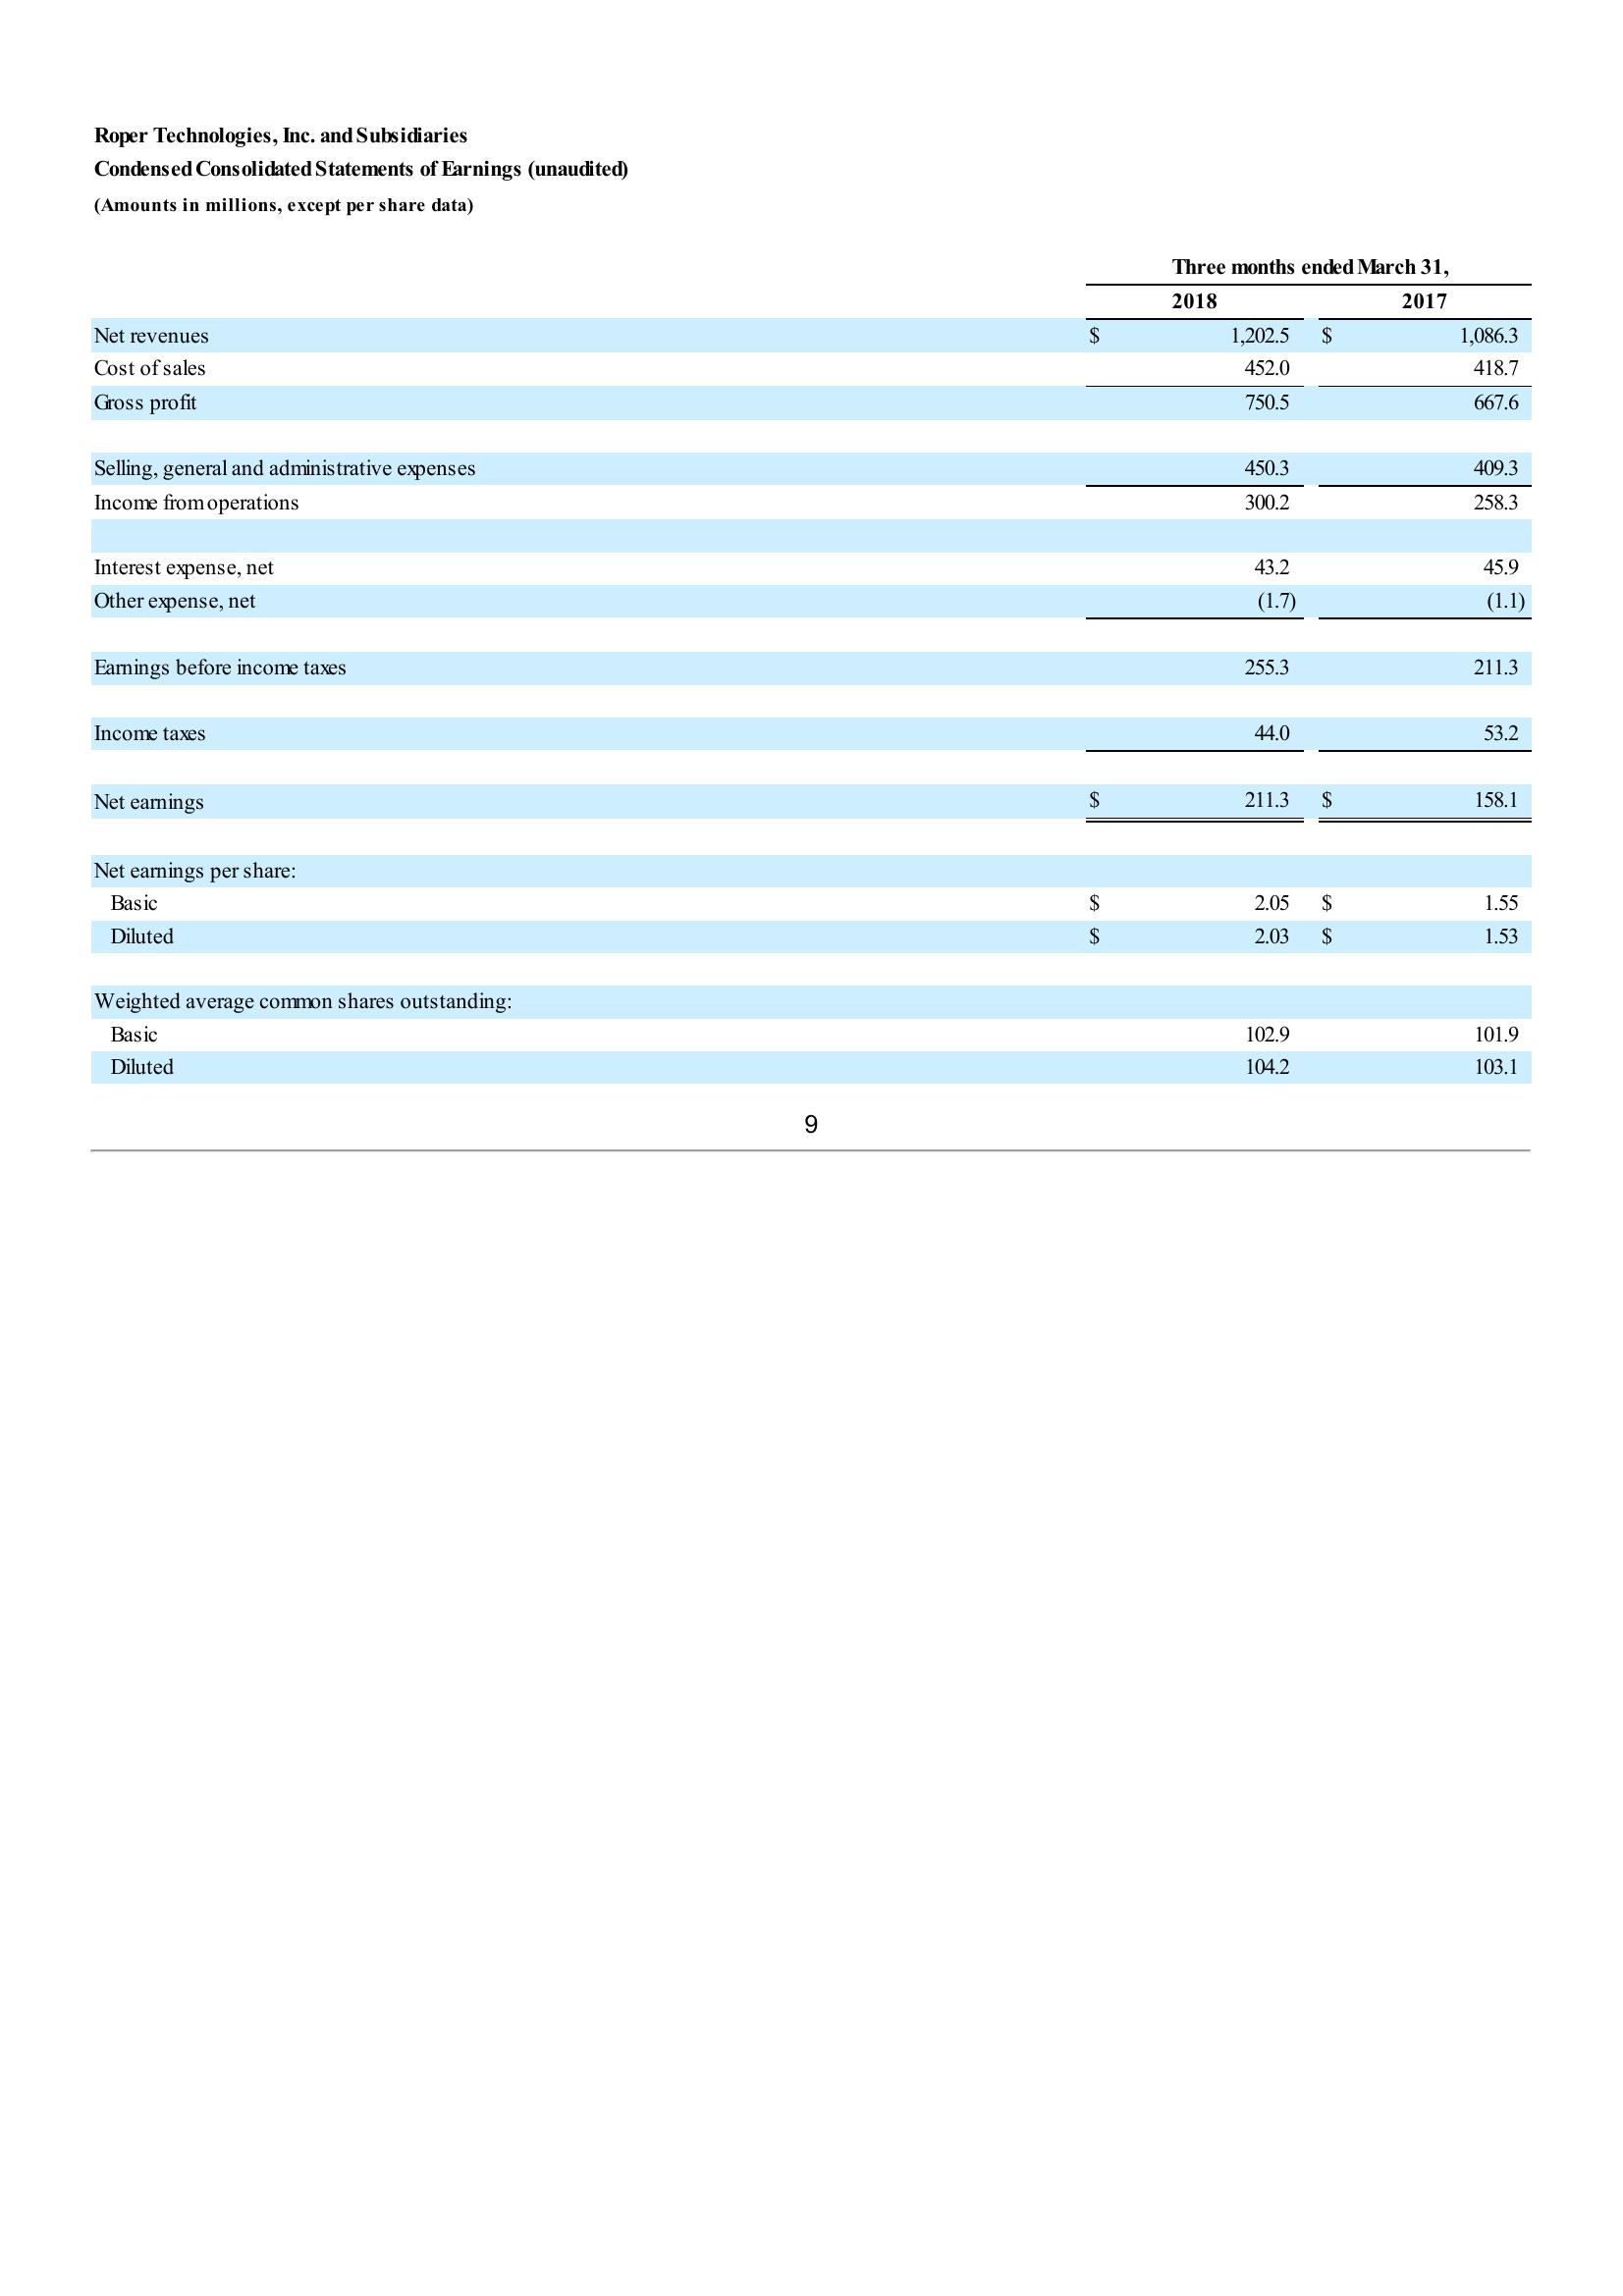 Roper Technologies, Inc. and Subsidiaries
Condensed Consolidated Statements of Earnings (unaudited)
(Amounts in millions, except per share data)
Three months ended March 31,
2018 2017
Net revenues $ 1,202.5 $ 1,086.3
Cost of sales 452.0 418.7
Gross profit 750.5 667.6
Selling, general and administrative expenses 450.3 409.3
Income from operations 300.2 258.3
Interest expense, net 43.2 45.9
Other expense, net (1.7) (1.1)
Earnings before income taxes 255.3 211.3
Income taxes 44.0 53.2
Net earnings $ 211.3 $ 158.1
Net earnings per share:
Basic $ 2.05 $ 1.55
Diluted $ 2.03 $ 1.53
Weighted average common shares outstanding:
Basic 102.9 101.9
Diluted 104.2 103.1
9